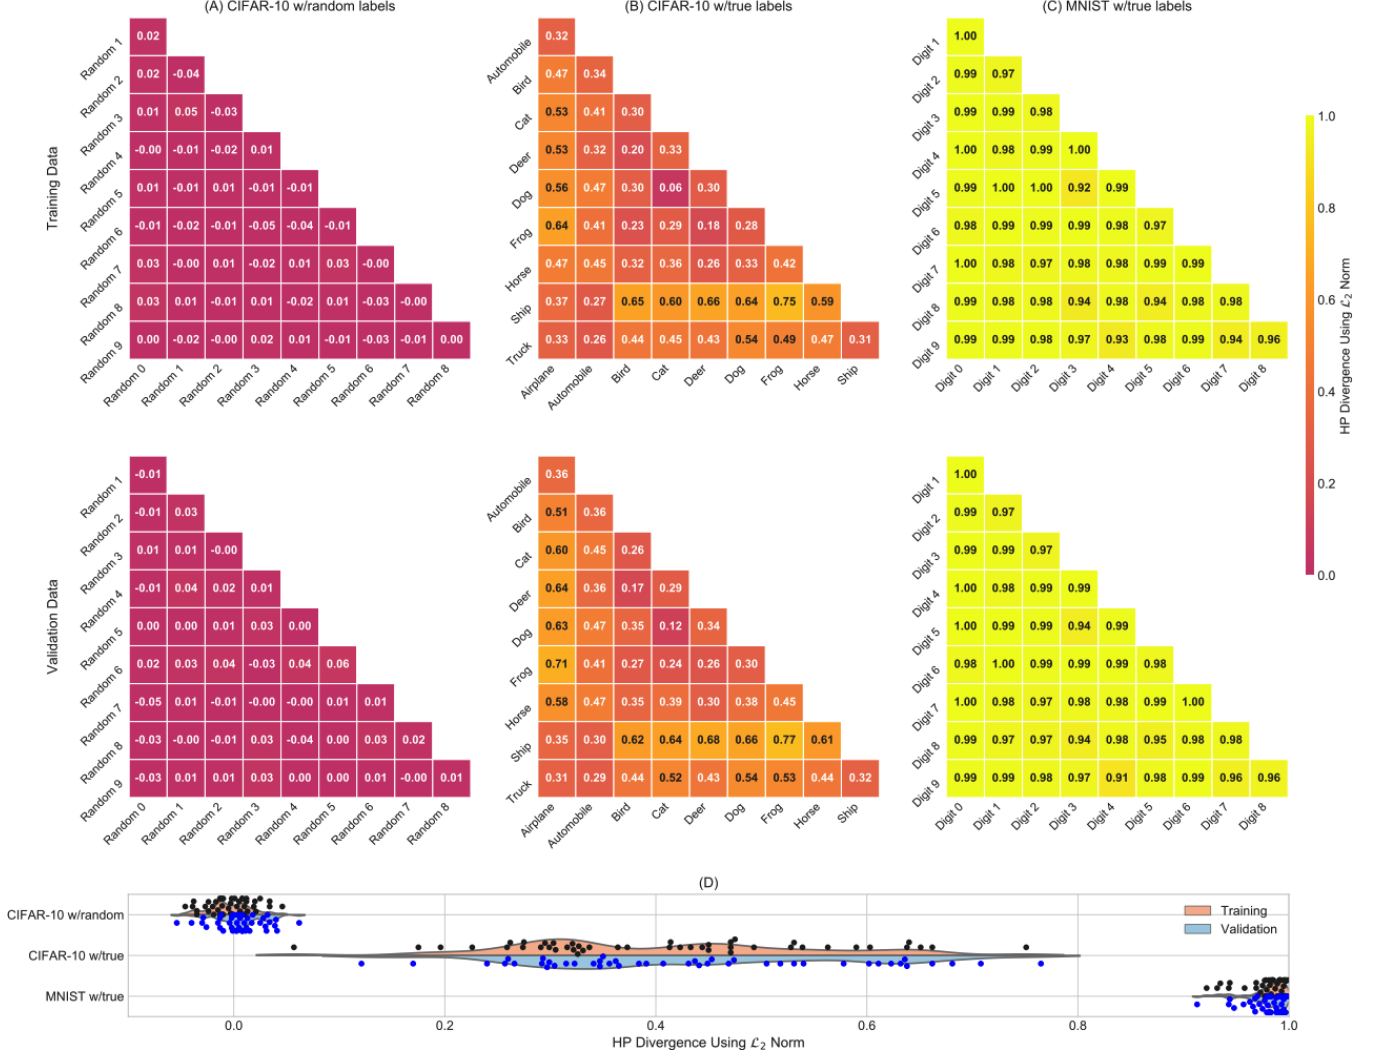 (A) CIFAR-10 w/random labels
(B) CIFAR-10 w/true labels
(C) MNIST w/true labels
Training Data
Random 1 0.02
Random 2 0.02 -0.04
Random 3 0.01 0.05 -0.03
Random 4 -0.00 -0.01 -0.02 0.01
Random 5 0.01 -0.01 0.01 -0.01 -0.01
Random 6 -0.01 -0.02 -0.01 -0.05 -0.04 -0.01
Random 7 0.03 -0.00 0.01 -0.02 0.01 0.03 -0.00
Random 8 0.03 0.01 -0.01 0.01 -0.02 0.01 -0.03 -0.00
Random 9 0.00 -0.02 -0.00 0.02 0.01 -0.01 -0.03 -0.01 0.00
Random 0 Random 1 Random 2 Random 3 Random 4 Random 5 Random 6 Random 7 Random 8
Automobile 0.32
Bird 0.47 0.34
Cat 0.53 0.41 0.30
Deer 0.53 0.32 0.20 0.33
Dog 0.56 0.47 0.30 0.06 0.30
Frog 0.64 0.41 0.23 0.29 0.18 0.28
Horse 0.47 0.45 0.32 0.36 0.26 0.33 0.42
Ship 0.37 0.27 0.65 0.60 0.66 0.64 0.75 0.59
Truck 0.33 0.26 0.44 0.45 0.43 0.54 0.49 0.47 0.31
Airplane Automobile Bird Cat Deer Dog Frog Horse Ship
Digit 1 1.00
Digit 2 0.99 0.97
Digit 3 0.99 0.99 0.98
Digit 4 1.00 0.98 0.99 1.00
Digit 5 0.99 1.00 1.00 0.92 0.99
Digit 6 0.98 0.99 0.99 0.99 0.98 0.97
Digit 7 1.00 0.98 0.97 0.98 0.98 0.99 0.99
Digit 8 0.99 0.98 0.98 0.94 0.98 0.94 0.98 0.98
Digit 9 0.99 0.99 0.98 0.97 0.93 0.98 0.99 0.94 0.96
Digit 0 Digit 1 Digit 2 Digit 3 Digit 4 Digit 5 Digit 6 Digit 7 Digit 8
1.0
0.8
0.6
0.4
0.2
0.0
HP Divergence Using ℒ₂ Norm
Validation Data
Random 1 -0.01
Random 2 -0.01 0.03
Random 3 0.01 0.01 -0.00
Random 4 -0.01 0.04 0.02 0.01
Random 5 0.00 0.00 0.01 0.03 0.00
Random 6 0.02 0.03 0.04 -0.03 0.04 0.06
Random 7 -0.05 0.01 -0.01 -0.00 -0.00 0.01 0.01
Random 8 -0.03 -0.00 -0.01 0.03 -0.04 0.00 0.03 0.02
Random 9 -0.03 0.01 0.01 0.03 0.00 0.00 0.01 -0.00 0.01
Random 0 Random 1 Random 2 Random 3 Random 4 Random 5 Random 6 Random 7 Random 8
Automobile 0.36
Bird 0.51 0.36
Cat 0.60 0.45 0.26
Deer 0.64 0.36 0.17 0.29
Dog 0.63 0.47 0.35 0.12 0.34
Frog 0.71 0.41 0.27 0.24 0.26 0.30
Horse 0.58 0.47 0.35 0.39 0.30 0.38 0.45
Ship 0.35 0.30 0.62 0.64 0.68 0.66 0.77 0.61
Truck 0.31 0.29 0.44 0.52 0.43 0.54 0.53 0.44 0.32
Airplane Automobile Bird Cat Deer Dog Frog Horse Ship
Digit 1 1.00
Digit 2 0.99 0.97
Digit 3 0.99 0.99 0.97
Digit 4 1.00 0.98 0.99 0.99
Digit 5 1.00 0.99 0.99 0.94 0.99
Digit 6 0.98 1.00 0.99 0.99 0.99 0.98
Digit 7 1.00 0.98 0.97 0.98 0.98 0.99 1.00
Digit 8 0.99 0.97 0.97 0.94 0.98 0.95 0.98 0.98
Digit 9 0.99 0.99 0.98 0.97 0.91 0.98 0.99 0.96 0.96
Digit 0 Digit 1 Digit 2 Digit 3 Digit 4 Digit 5 Digit 6 Digit 7 Digit 8
(D)
CIFAR-10 w/random
CIFAR-10 w/true
MNIST w/true
Training
Validation
0.0 0.2 0.4 0.6 0.8 1.0
HP Divergence Using ℒ₂ Norm